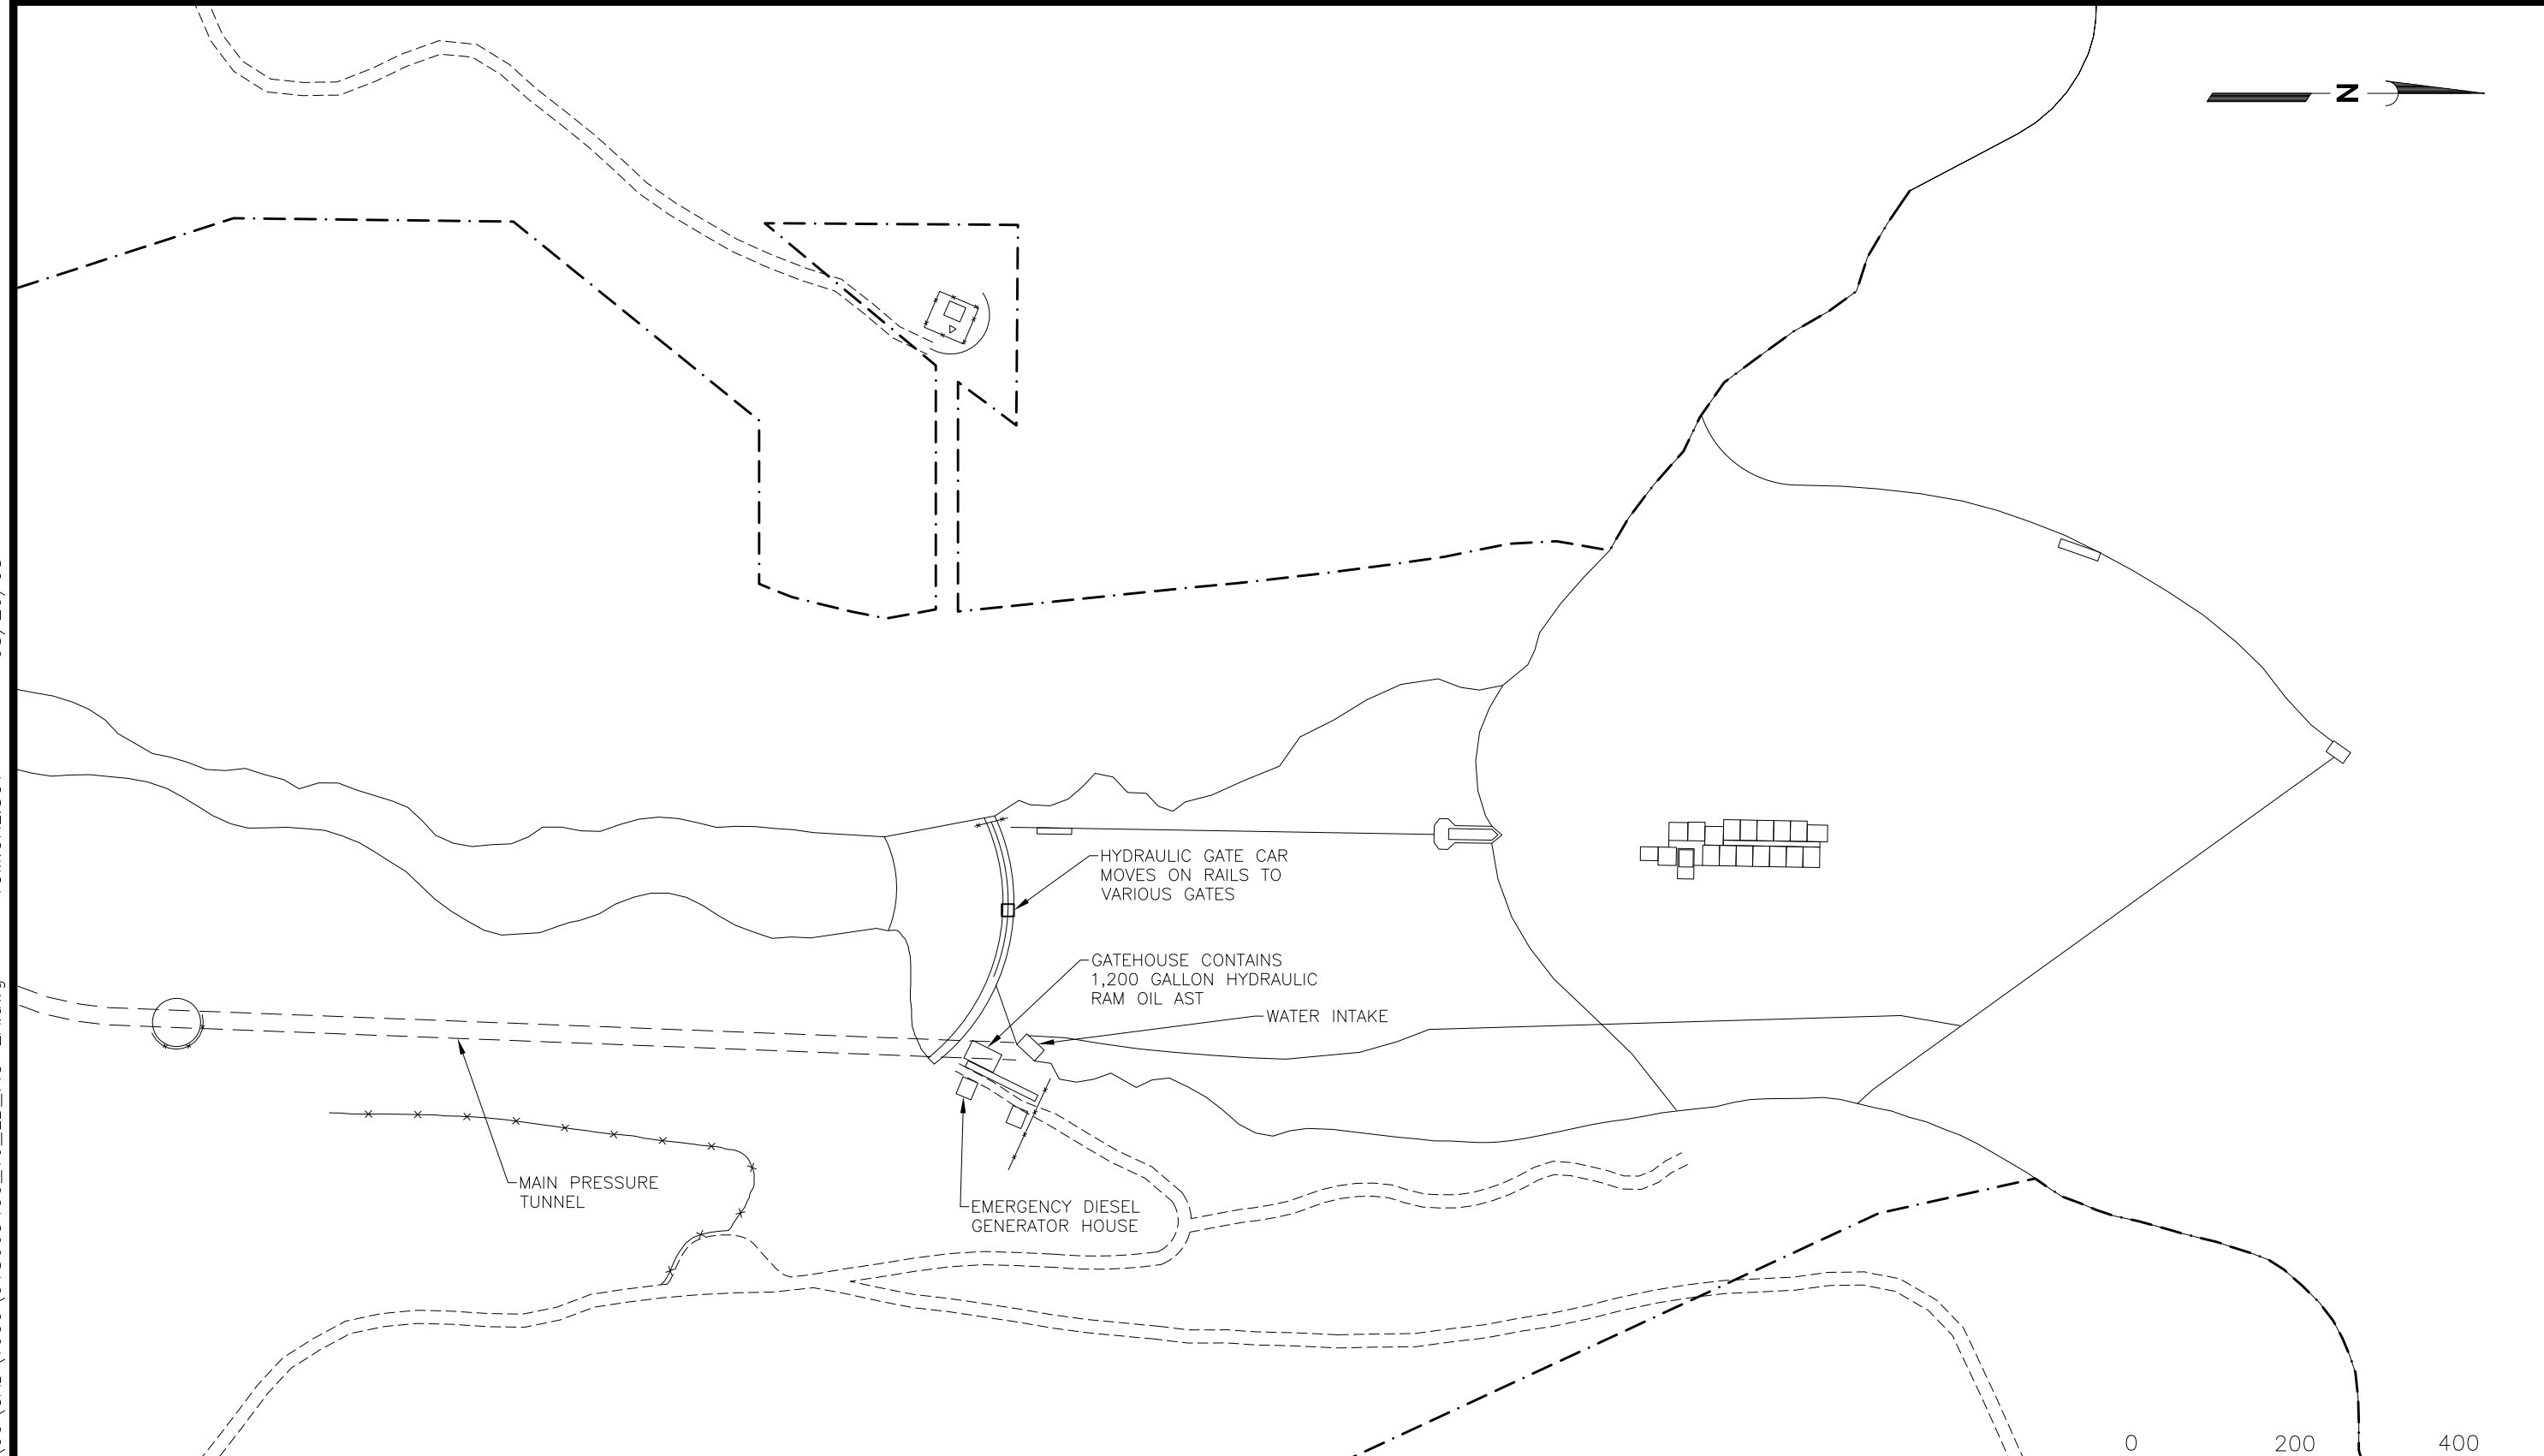 N
HYDRAULIC GATE CAR
MOVES ON RAILS TO
VARIOUS GATES
GATEHOUSE CONTAINS
1,200 GALLON HYDRAULIC
RAM OIL AST
WATER INTAKE
MAIN PRESSURE
TUNNEL
EMERGENCY DIESEL
GENERATOR HOUSE
0 200 400